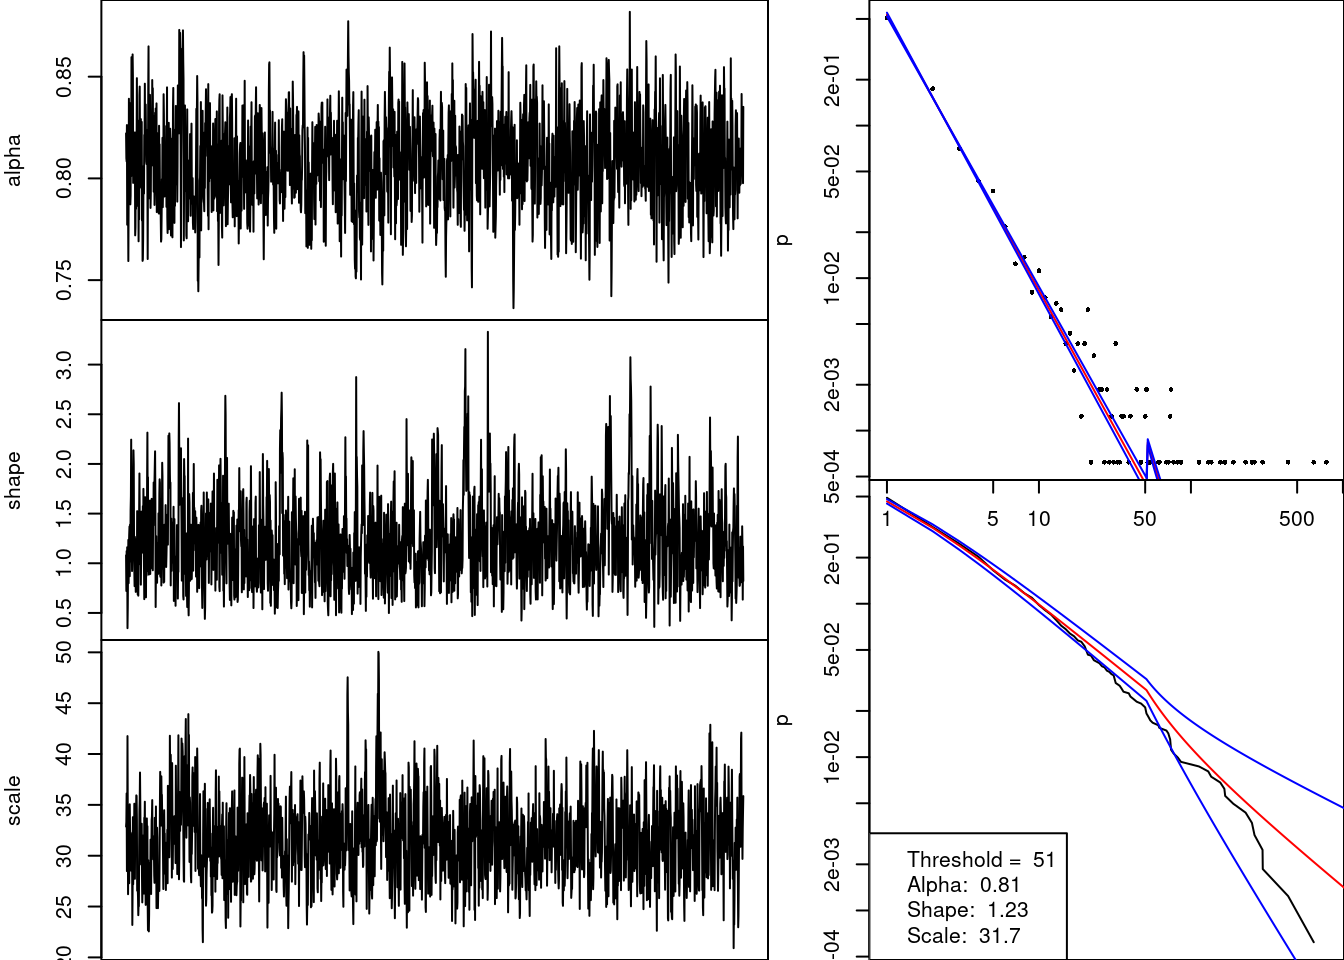 alpha
0.75 0.80 0.85
shape
0.5 1.0 1.5 2.0 2.5 3.0
scale
25 30 35 40 45 50
p
5e-04 2e-03 1e-02 5e-02 2e-01
1 5 10 50 500
p
2e-03 1e-02 5e-02 2e-01
Threshold = 51
Alpha: 0.81
Shape: 1.23
Scale: 31.7